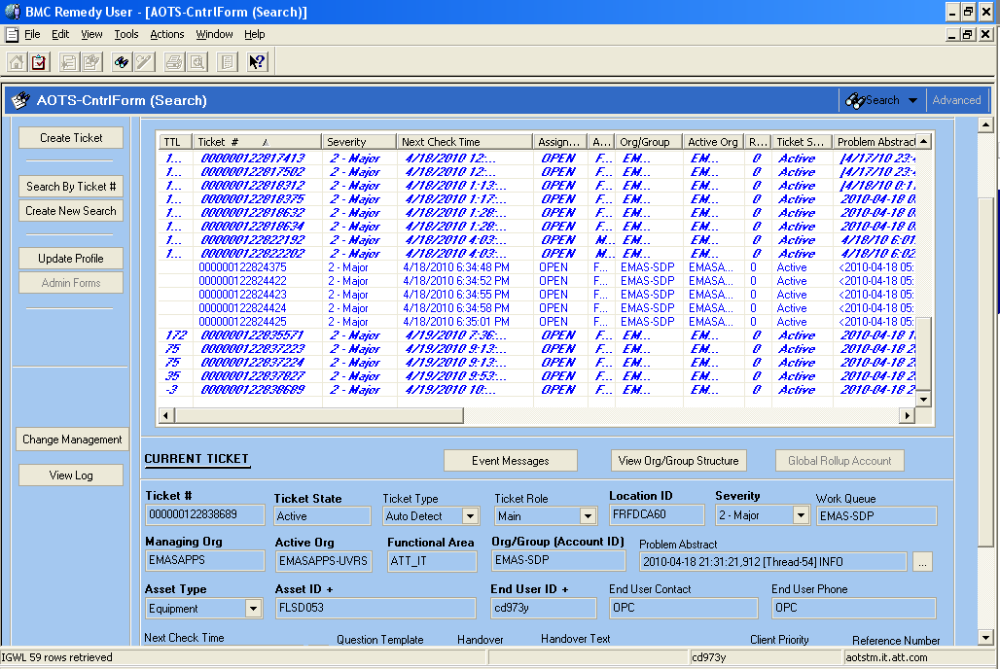 BMC Remedy User - [AOTS-CntrlForm (Search)]
File Edit View Tools Actions Window Help
AOTS-CntrlForm (Search) Search Advanced
Create Ticket
Search By Ticket #
Create New Search
Update Profile
Admin Forms
Change Management
View Log
TTL Ticket # Severity Next Check Time Assign... A... Org/Group Active Org R... Ticket S... Problem Abstract
1... 000000122817413 2 - Major 4/18/2010 12:... OPEN F... EM... EM... 0 Active [4/17/10 23:4
1... 000000122817502 2 - Major 4/18/2010 12:... OPEN F... EM... EM... 0 Active [4/17/10 23:4
1... 000000122818312 2 - Major 4/18/2010 1:13:... OPEN F... EM... EM... 0 Active [4/18/10 0:1
1... 000000122818375 2 - Major 4/18/2010 1:17:... OPEN F... EM... EM... 0 Active 2010-04-18 0
1... 000000122818632 2 - Major 4/18/2010 1:28:... OPEN F... EM... EM... 0 Active 2010-04-18 0
1... 000000122818634 2 - Major 4/18/2010 1:28:... OPEN F... EM... EM... 0 Active 2010-04-18 0
1... 000000122822192 2 - Major 4/18/2010 4:03:... OPEN M... EM... EM... 0 Active 4/18/10 6:01
1... 000000122822202 2 - Major 4/18/2010 4:03:... OPEN M... EM... EM... 0 Active 4/18/10 6:02
000000122824375 2 - Major 4/18/2010 6:34:48 PM OPEN F... EMAS-SDP EMASA... 0 Active <2010-04-18 05:
000000122824422 2 - Major 4/18/2010 6:34:52 PM OPEN F... EMAS-SDP EMASA... 0 Active <2010-04-18 05:
000000122824423 2 - Major 4/18/2010 6:34:55 PM OPEN F... EMAS-SDP EMASA... 0 Active <2010-04-18 05:
000000122824424 2 - Major 4/18/2010 6:34:58 PM OPEN F... EMAS-SDP EMASA... 0 Active <2010-04-18 05:
000000122824425 2 - Major 4/18/2010 6:35:01 PM OPEN F... EMAS-SDP EMASA... 0 Active <2010-04-18 05:
172 000000122835571 2 - Major 4/19/2010 7:36:... OPEN F... EM... EM... 0 Active 2010-04-18 1
75 000000122837223 2 - Major 4/19/2010 9:13:... OPEN F... EM... EM... 0 Active 2010-04-18 2
75 000000122837224 2 - Major 4/19/2010 9:13:... OPEN F... EM... EM... 0 Active 2010-04-18 2
35 000000122837827 2 - Major 4/19/2010 9:53:... OPEN F... EM... EM... 0 Active 2010-04-18 2
-3 000000122838689 2 - Major 4/19/2010 10:... OPEN F... EM... EM... 0 Active 2010-04-18 2
CURRENT TICKET Event Messages View Org/Group Structure Global Rollup Account
Ticket # Ticket State Ticket Type Ticket Role Location ID Severity Work Queue
000000122838689 Active Auto Detect Main FRFDCA60 2 - Major EMAS-SDP
Managing Org Active Org Functional Area Org/Group (Account ID) Problem Abstract
EMASAPPS EMASAPPS-UVRS ATT_IT EMAS-SDP 2010-04-18 21:31:21,912 [Thread-54] INFO ...
Asset Type Asset ID + End User ID + End User Contact End User Phone
Equipment FLSD053 cd973y OPC OPC
Next Check Time Question Template Handover Handover Text Client Priority Reference Number
IGWL 59 rows retrieved cd973y aotstm.it.att.com